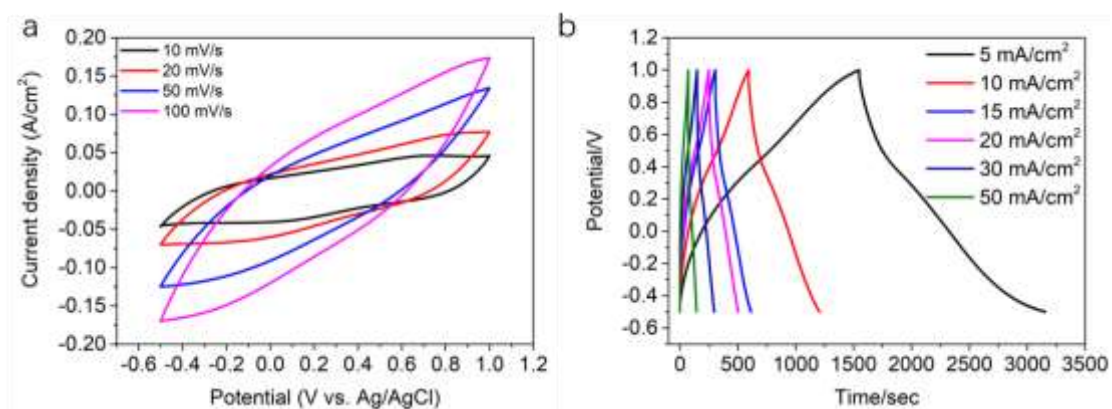 a
0.20
0.15
0.10
0.05
0.00
-0.05
-0.10
-0.15
-0.20
Current density (A/cm²)
10 mV/s
20 mV/s
50 mV/s
100 mV/s
-0.6 -0.4 -0.2 0.0 0.2 0.4 0.6 0.8 1.0 1.2
Potential (V vs. Ag/AgCl)
b
1.2
1.0
0.8
0.6
0.4
0.2
0.0
-0.2
-0.4
-0.6
Potential/V
5 mA/cm²
10 mA/cm²
15 mA/cm²
20 mA/cm²
30 mA/cm²
50 mA/cm²
0 500 1000 1500 2000 2500 3000 3500
Time/sec